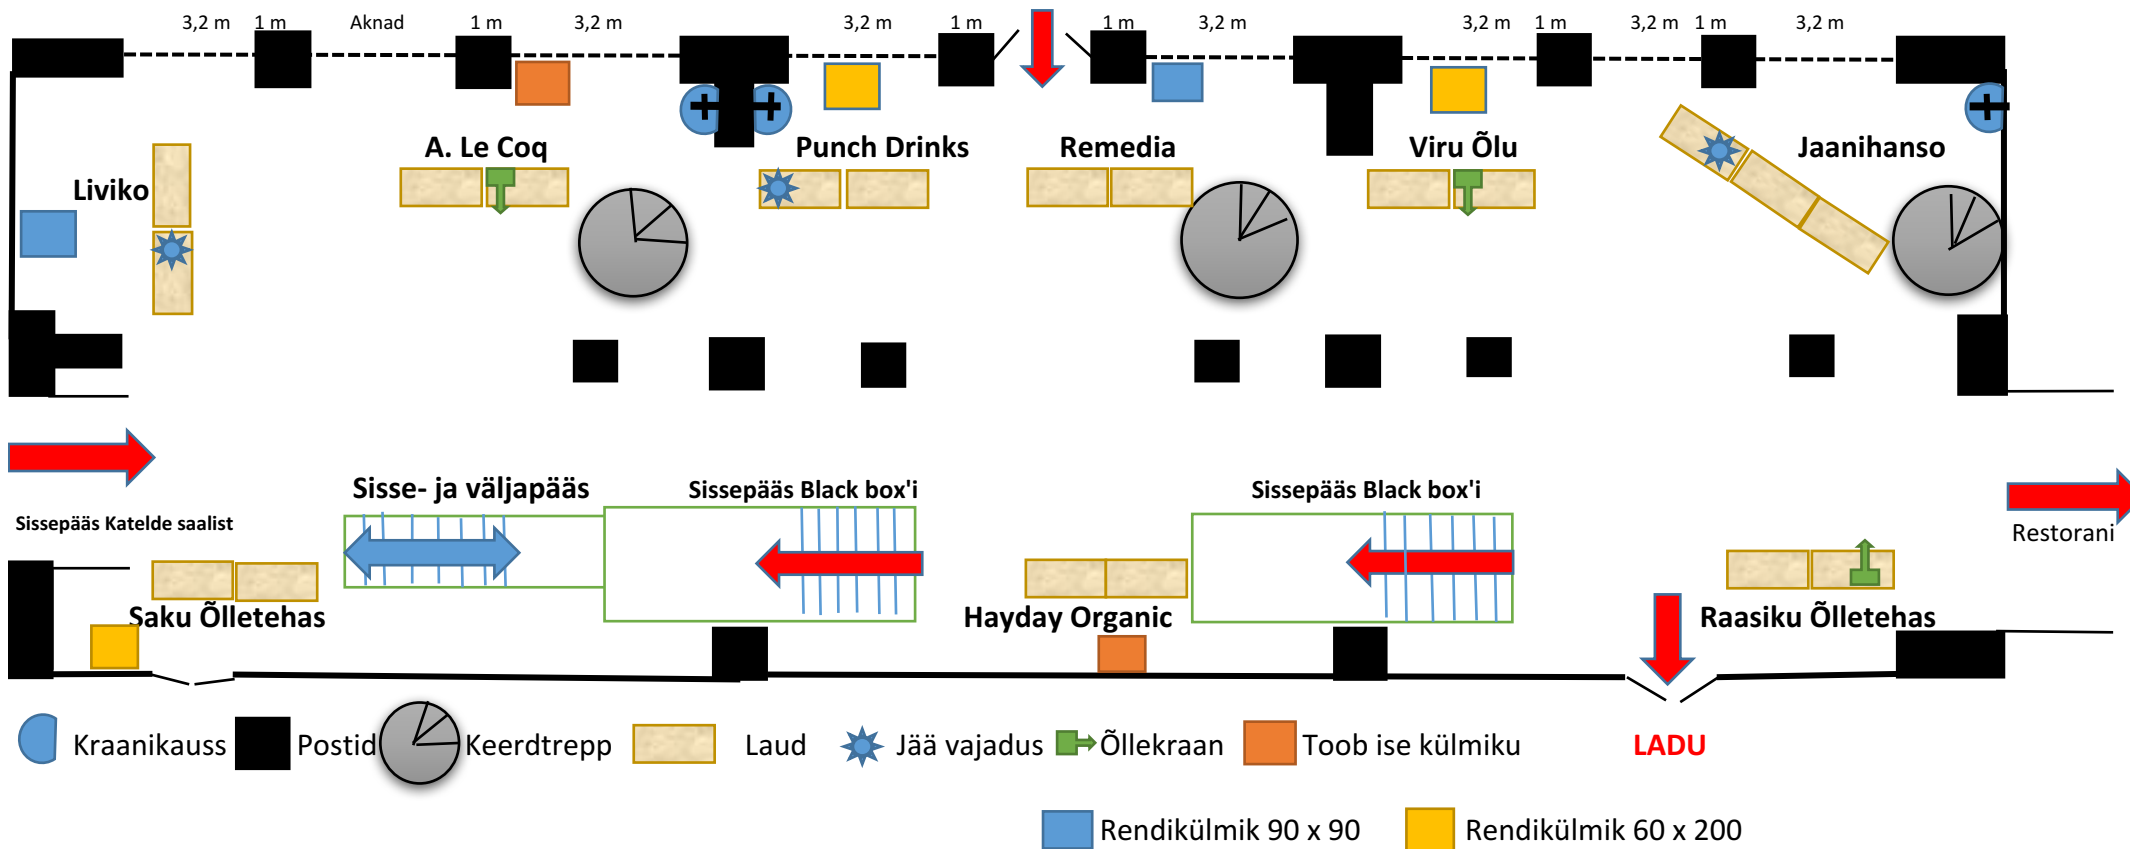 3,2 m 1 m Aknad 1 m 3,2 m 3,2 m 1 m 1 m 3,2 m 3,2 m 1 m 3,2 m 1 m 3,2 m
A. Le Coq Punch Drinks Remedia Viru Õlu Jaanihanso
Liviko
Sisse- ja väljapääs Sissepääs Black box'i Sissepääs Black box'i
Sissepääs Katelde saalist
Restorani
Saku Õlletehas Hayday Organic Raasiku Õlletehas
Kraanikauss Postid Keerdtrepp Laud Jää vajadus Õllekraan Toob ise külmiku LADU
Rendikülmik 90 x 90 Rendikülmik 60 x 200